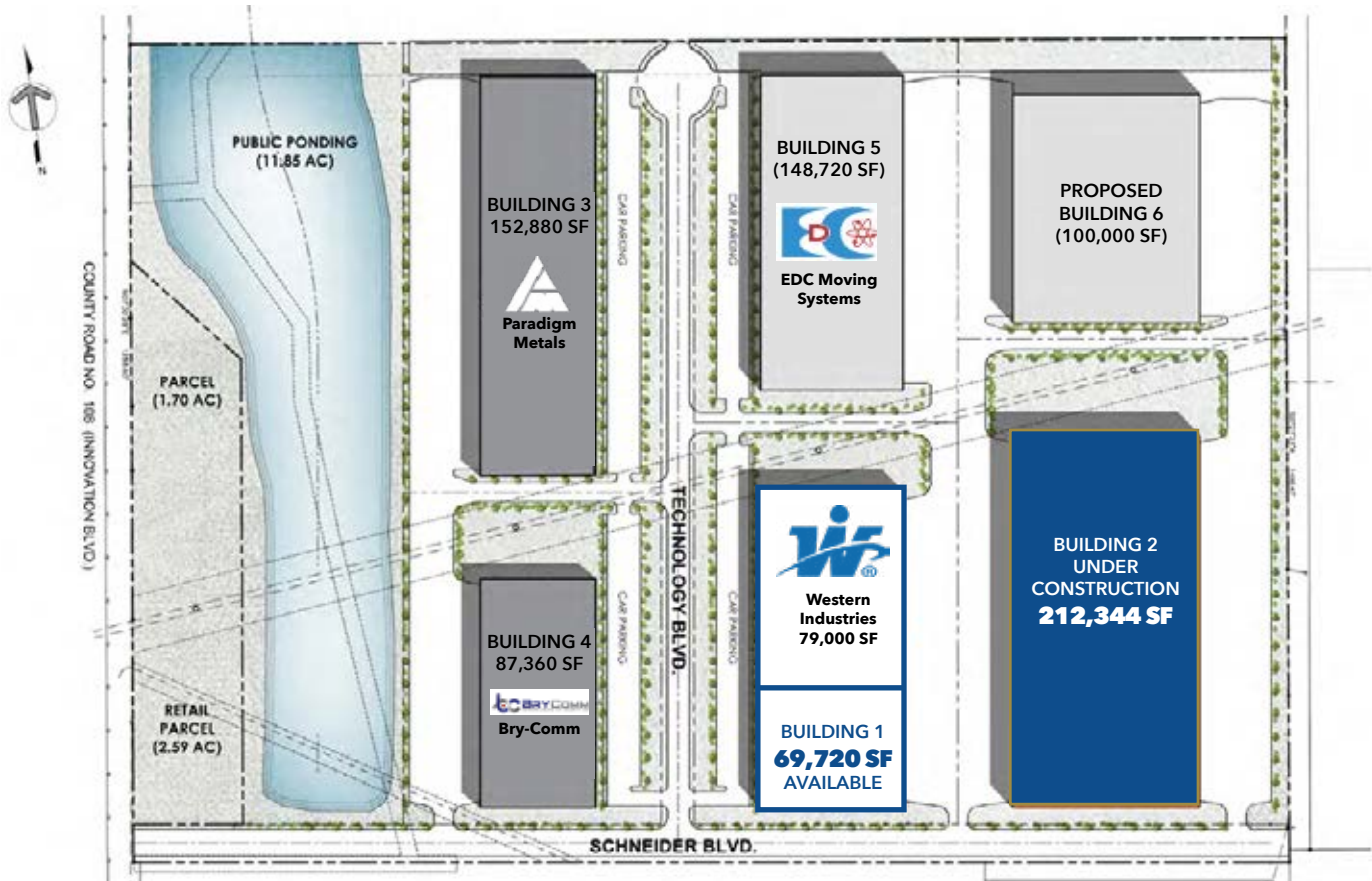 PUBLIC PONDING
(11.85 AC)
BUILDING 3
152,880 SF
Paradigm
Metals
CAR PARKING
CAR PARKING
BUILDING 5
(148,720 SF)
EDC
EDC Moving
Systems
PROPOSED
BUILDING 6
(100,000 SF)
N
COUNTY ROAD NO. 108 (INNOVATION BLVD.)
PARCEL
(1.70 AC)
RETAIL
PARCEL
(2.59 AC)
BUILDING 4
87,360 SF
BRYCOMM
Bry-Comm
CAR PARKING
TECHNOLOGY BLVD.
CAR PARKING
WI
®
Western
Industries
79,000 SF
BUILDING 1
69,720 SF
AVAILABLE
BUILDING 2
UNDER
CONSTRUCTION
212,344 SF
SCHNEIDER BLVD.